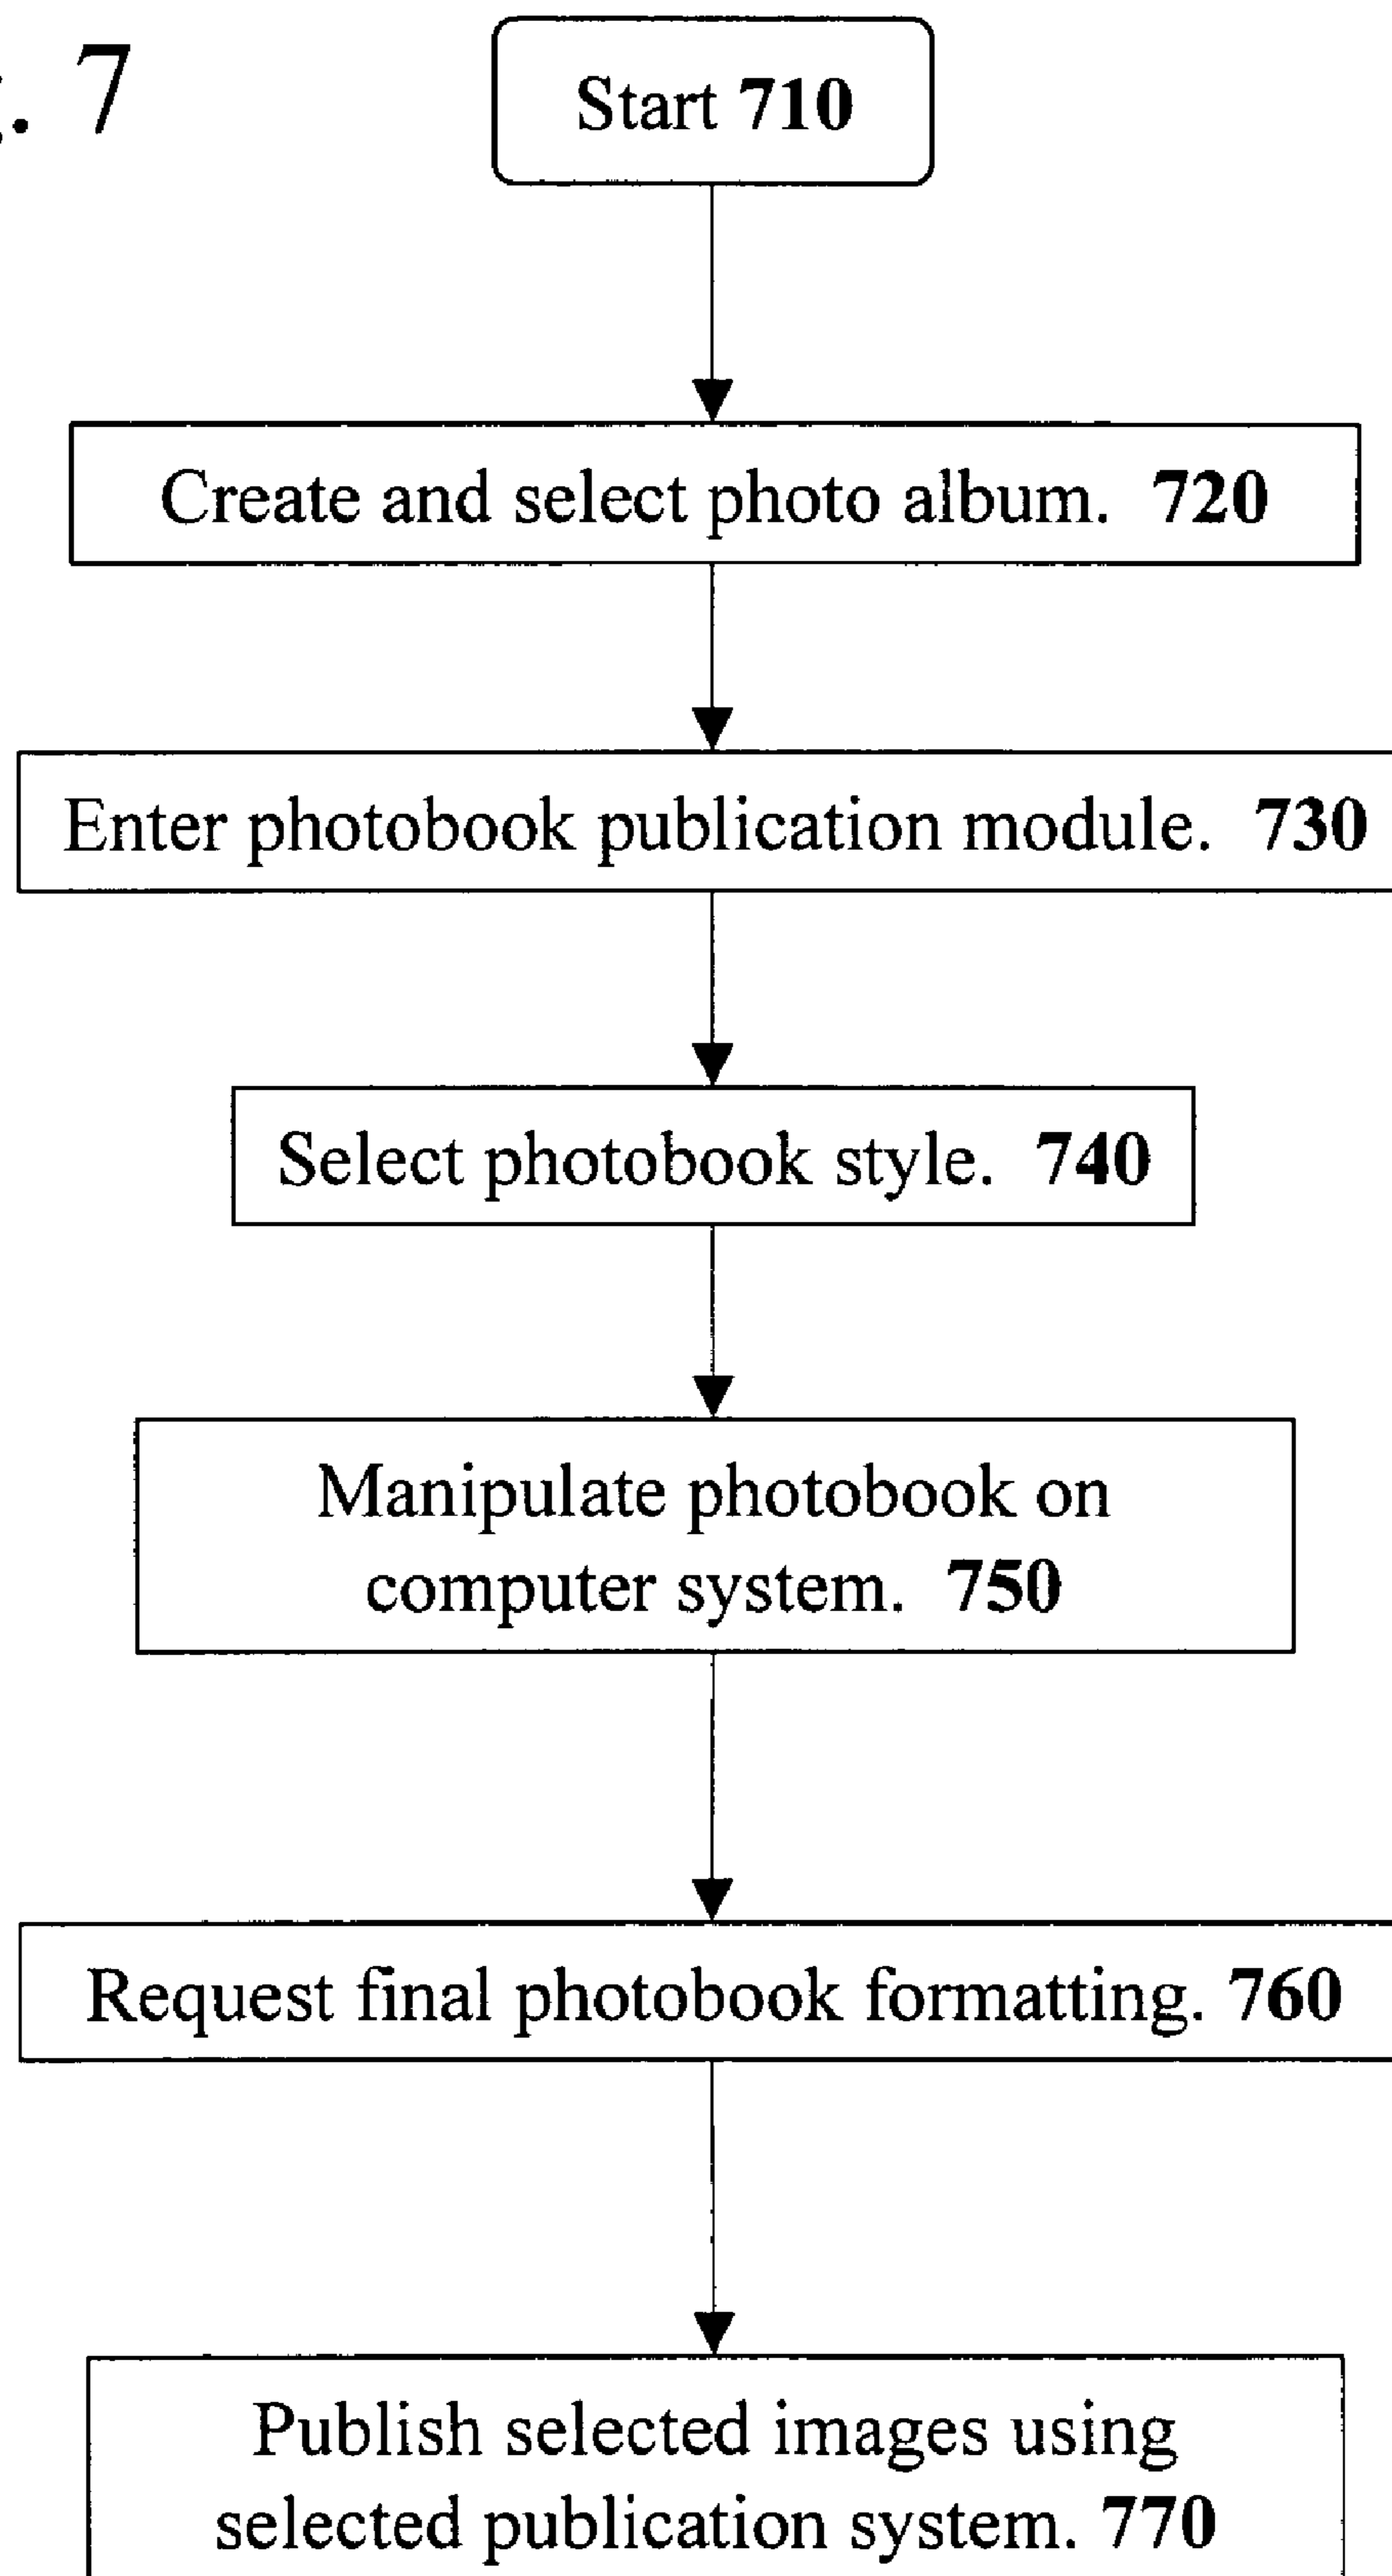 . 7
Start 710
Create and select photo album. 720
Enter photobook publication module. 730
Select photobook style. 740
Manipulate photobook on
computer system. 750
Request final photobook formatting. 760
Publish selected images using
selected publication system. 770